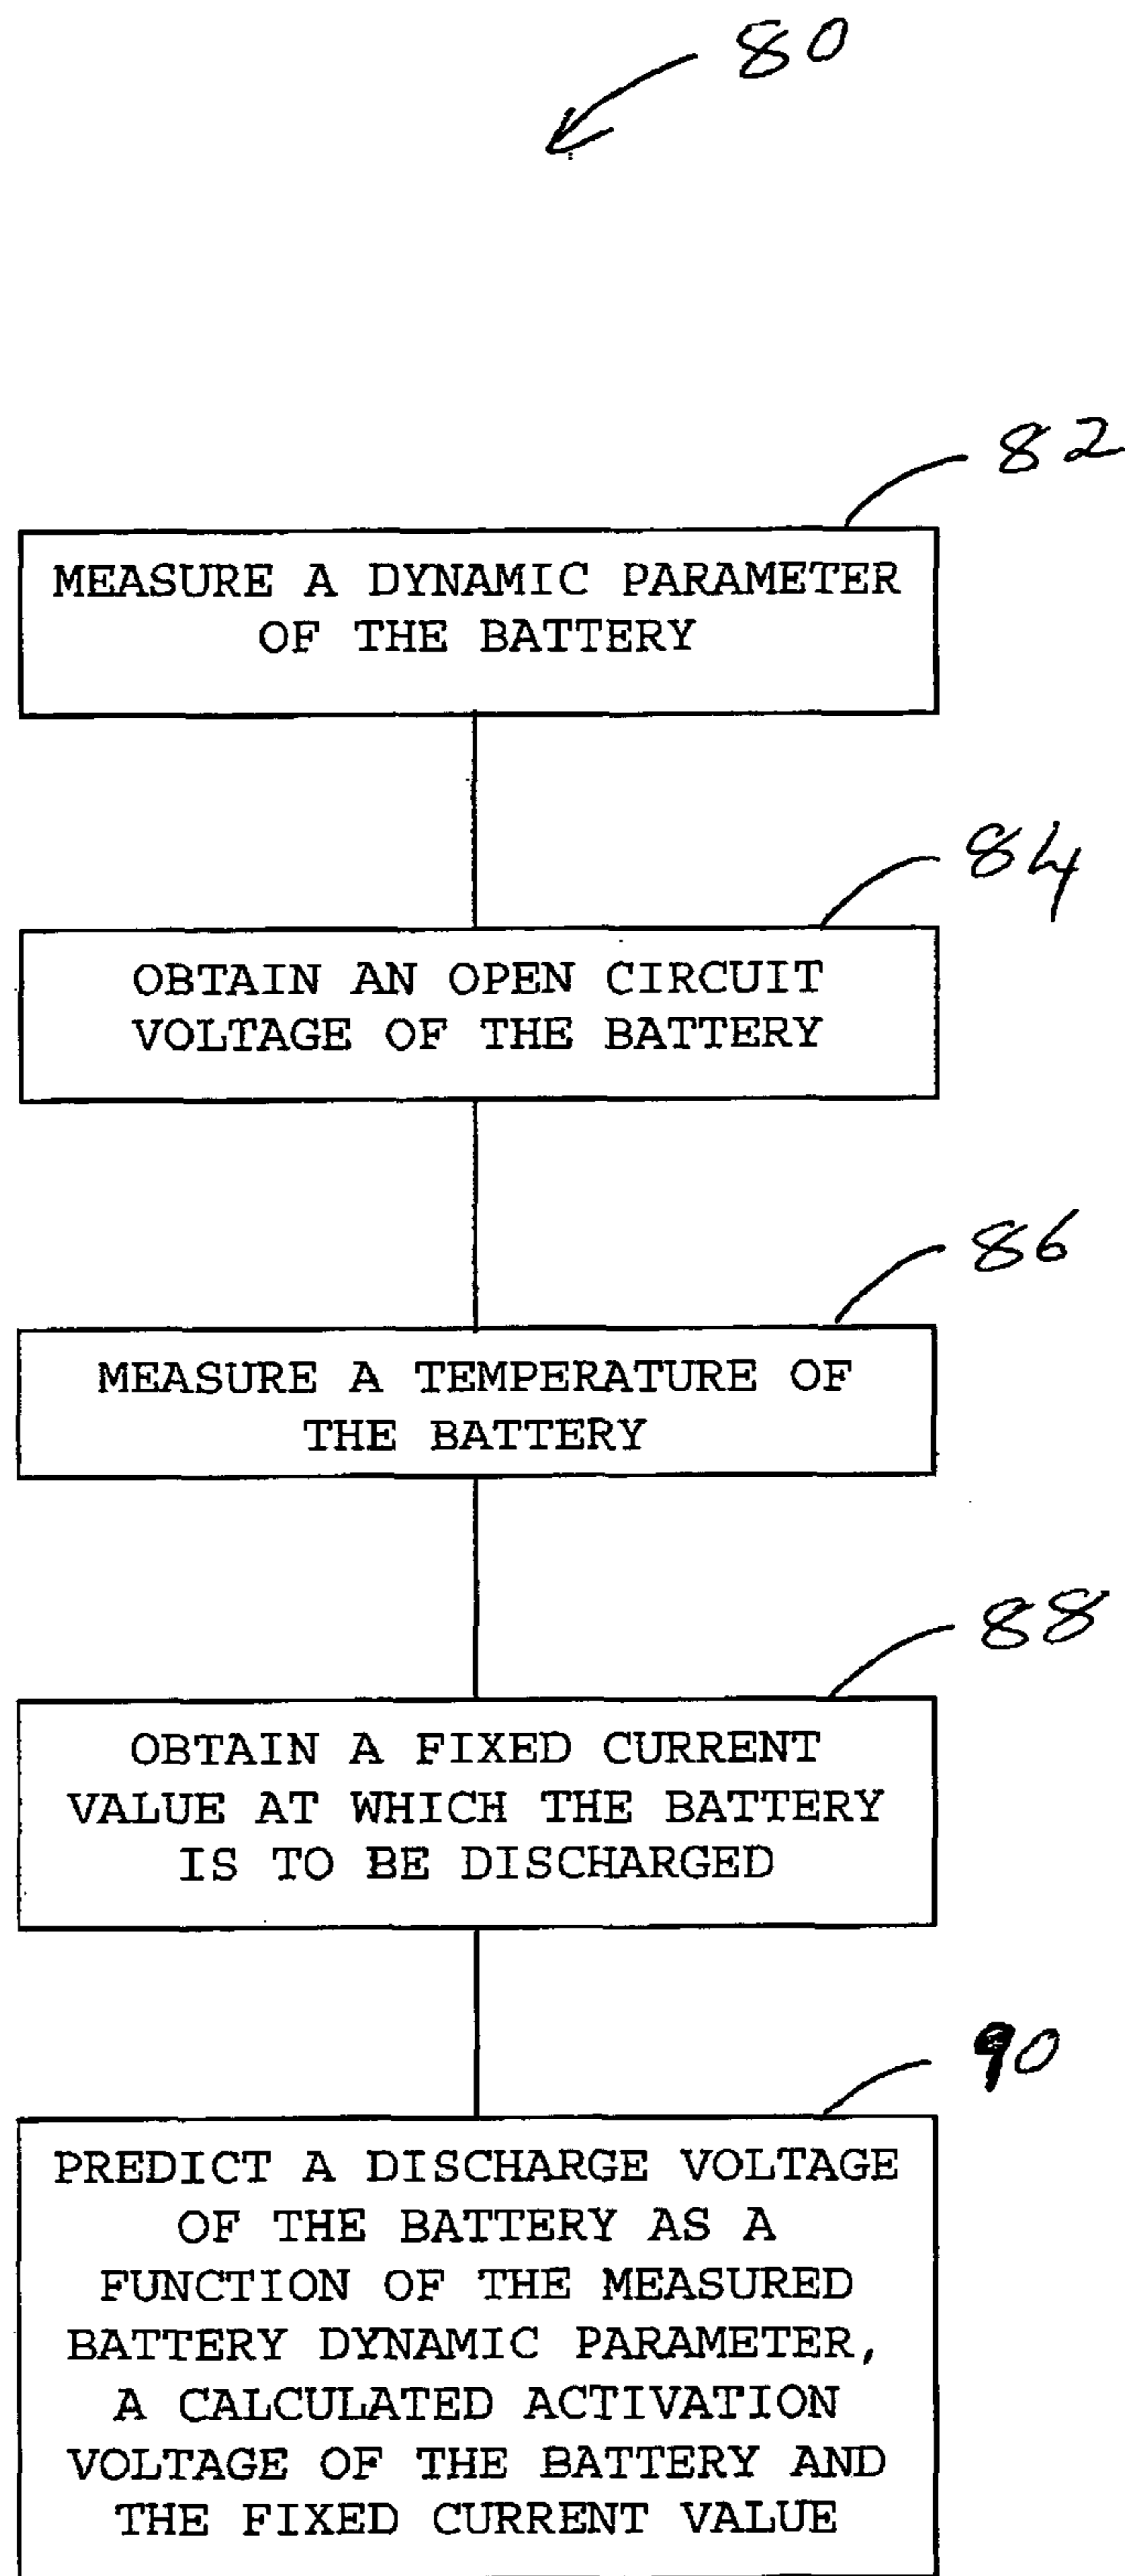 80
82
MEASURE A DYNAMIC PARAMETER
OF THE BATTERY
84
OBTAIN AN OPEN CIRCUIT
VOLTAGE OF THE BATTERY
86
MEASURE A TEMPERATURE OF
THE BATTERY
88
OBTAIN A FIXED CURRENT
VALUE AT WHICH THE BATTERY
IS TO BE DISCHARGED
90
PREDICT A DISCHARGE VOLTAGE
OF THE BATTERY AS A
FUNCTION OF THE MEASURED
BATTERY DYNAMIC PARAMETER,
A CALCULATED ACTIVATION
VOLTAGE OF THE BATTERY AND
THE FIXED CURRENT VALUE